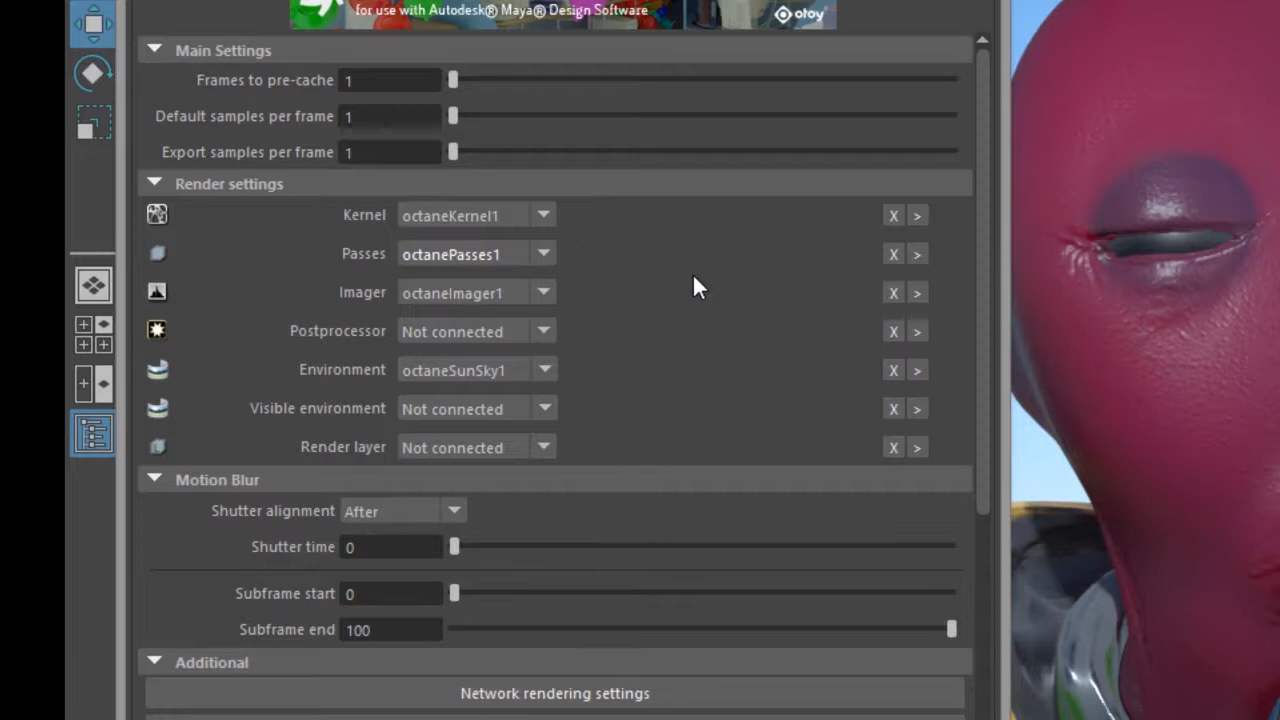 for use with Autodesk® Maya® Design Software
otoy
Main Settings
Frames to pre-cache 1
Default samples per frame 1
Export samples per frame 1
Render settings
Kernel octaneKernel1 X >
Passes octanePasses1 X >
Imager octaneImager1 X >
Postprocessor Not connected X >
Environment octaneSunSky1 X >
Visible environment Not connected X >
Render layer Not connected X >
Motion Blur
Shutter alignment After
Shutter time 0
Subframe start 0
Subframe end 100
Additional
Network rendering settings